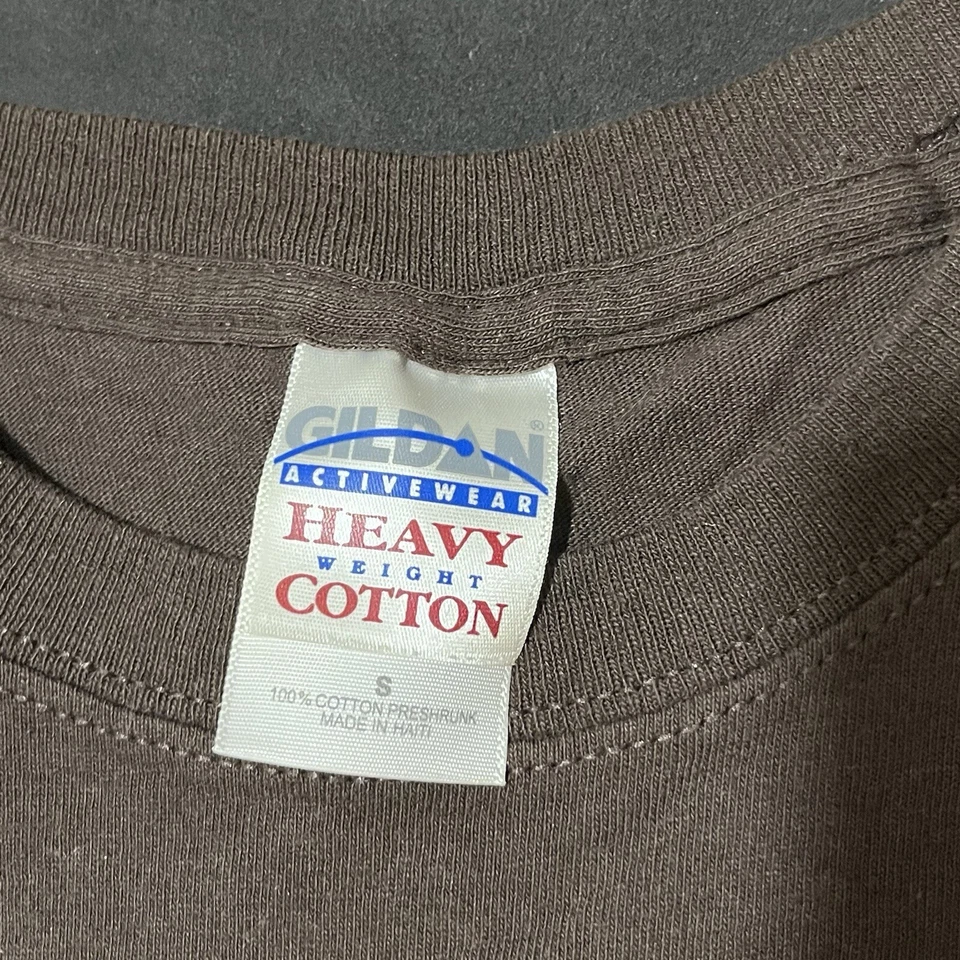 GILDAN®
ACTIVEWEAR
HEAVY
WEIGHT
COTTON
S
100% COTTON PRESHRUNK
MADE IN HAITI